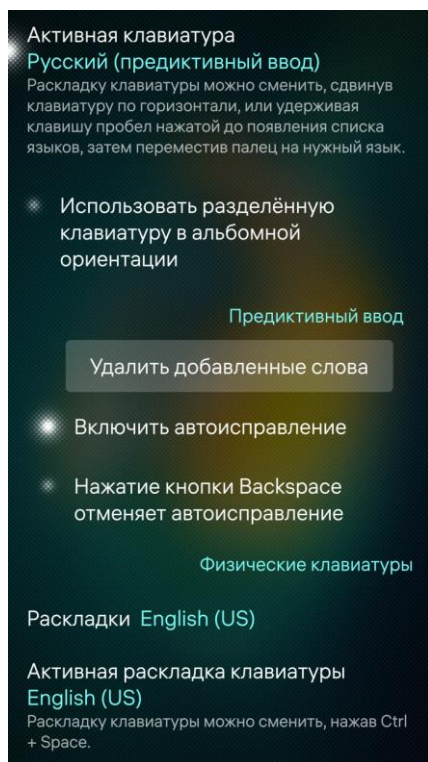 Активная клавиатура
Русский (предиктивный ввод)
Раскладку клавиатуры можно сменить, сдвинув
клавиатуру по горизонтали, или удерживая
клавишу пробел нажатой до появления списка
языков, затем переместив палец на нужный язык.
Использовать разделённую
клавиатуру в альбомной
ориентации
Предиктивный ввод
Удалить добавленные слова
Включить автоисправление
Нажатие кнопки Backspace
отменяет автоисправление
Физические клавиатуры
Раскладки English (US)
Активная раскладка клавиатуры
English (US)
Раскладку клавиатуры можно сменить, нажав Ctrl
+ Space.